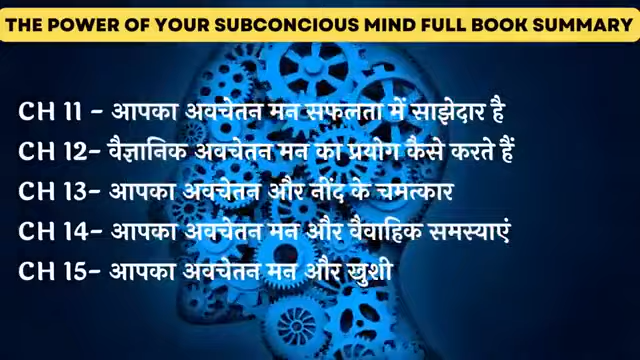 THE POWER OF YOUR SUBCONCIOUS MIND FULL BOOK SUMMARY
CH 11 - आपका अवचेतन मन सफलता में साझेदार है
CH 12- वैज्ञानिक अवचेतन मन का प्रयोग कैसे करते हैं
CH 13- आपका अवचेतन और नींद के चमत्कार
CH 14- आपका अवचेतन मन और वैवाहिक समस्याएं
CH 15- आपका अवचेतन मन और खुशी